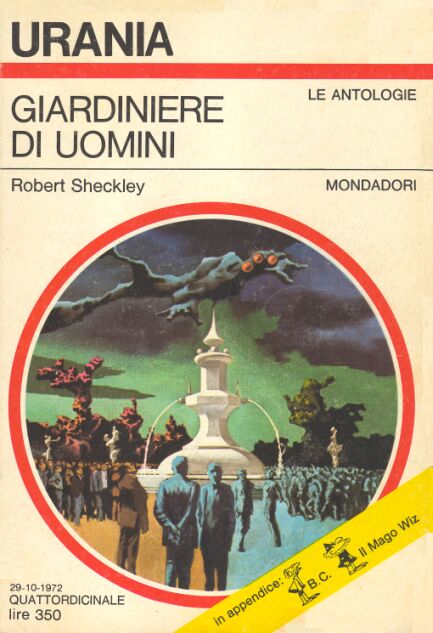 URANIA
LE ANTOLOGIE
GIARDINIERE
DI UOMINI
Robert Sheckley
MONDADORI
29-10-1972
QUATTORDICINALE
lire 350
in appendice:
B.C.
Il Mago Wiz